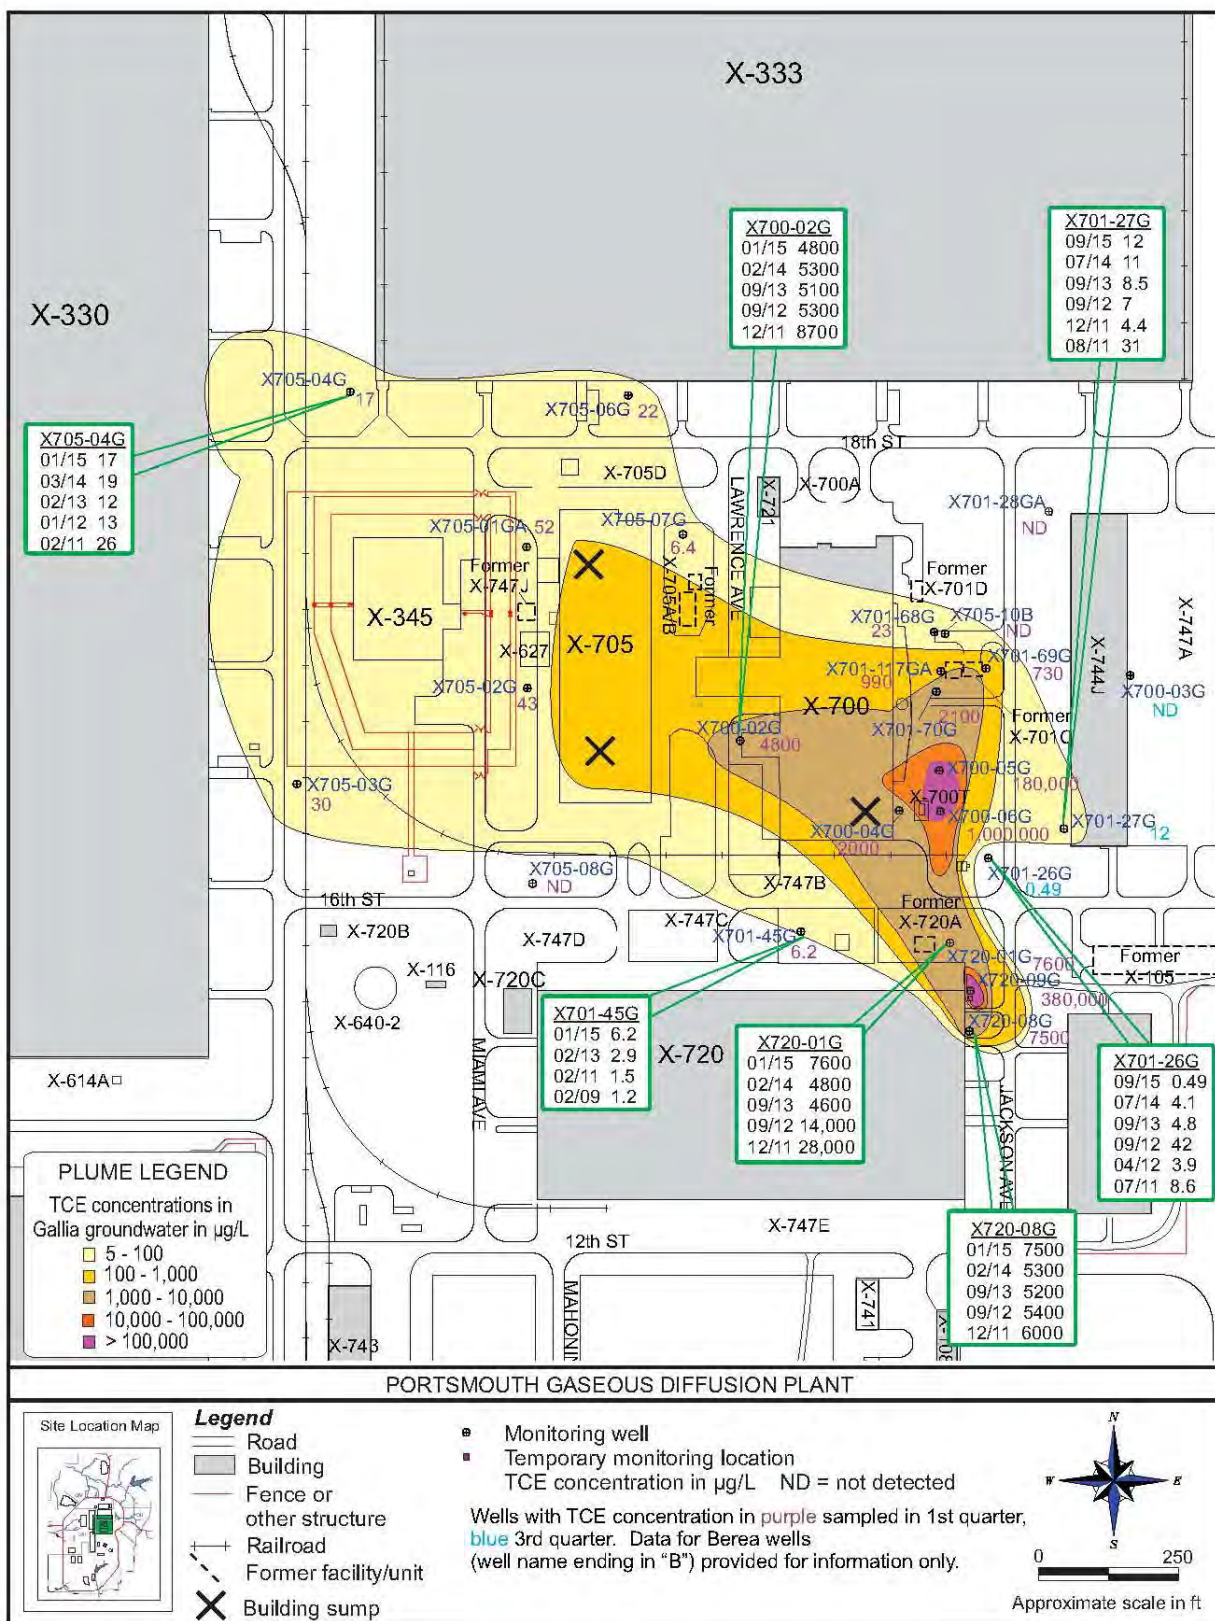 X-333
X-330
X700-02G
01/15 4800
02/14 5300
09/13 5100
09/12 5300
12/11 8700
X701-27G
09/15 12
07/14 11
09/13 8.5
09/12 7
12/11 4.4
08/11 31
X705-04G
17
X705-06G 22
X705-04G
01/15 17
03/14 19
02/13 12
01/12 13
02/11 26
18th ST
X-705D
X-700A
X-721
LAWRENCE AVE
X701-28GA
ND
X705-01GA 52
X705-07G
6.4
Former
X-747J
Former
X-705A/B
Former
X-701D
X-345
X-627
X-705
X701-68G
23
X705-10B
ND
X701-69G
730
X701-117GA
990
X-744J
X-747A
X700-03G
ND
X705-02G
43
X-700
2100
X701-70G
Former
X-701C
X700-02G
4800
X700-05G
180,000
X705-03G
30
X-700T
X700-06G
1,000,000
X700-04G
2000
X701-27G
12
X705-08G
ND
X-747B
X701-26G
0.49
16th ST
X-720B
X-747D
X-747C
X701-45G
6.2
Former
X-720A
X720-01G
7600
Former
X-105
X-116
X-720C
X720-09G
380,000
X-640-2
X720-08G
7500
X701-45G
01/15 6.2
02/13 2.9
02/11 1.5
02/09 1.2
X-720
X720-01G
01/15 7600
02/14 4800
09/13 4600
09/12 14,000
12/11 28,000
X701-26G
09/15 0.49
07/14 4.1
09/13 4.8
09/12 42
04/12 3.9
07/11 8.6
X-614A
MIAMI AVE
JACKSON AVE
X720-08G
01/15 7500
02/14 5300
09/13 5200
09/12 5400
12/11 6000
PLUME LEGEND
TCE concentrations in
Gallia groundwater in µg/L
5 - 100
100 - 1,000
1,000 - 10,000
10,000 - 100,000
> 100,000
X-747E
12th ST
X-743
MAHONIN
X-741
PORTSMOUTH GASEOUS DIFFUSION PLANT
Site Location Map
Legend
Road
Building
Fence or
other structure
Railroad
Former facility/unit
Building sump
Monitoring well
Temporary monitoring location
TCE concentration in µg/L ND = not detected
Wells with TCE concentration in purple sampled in 1st quarter,
blue 3rd quarter. Data for Berea wells
(well name ending in "B") provided for information only.
N
W
E
S
0 250
Approximate scale in ft